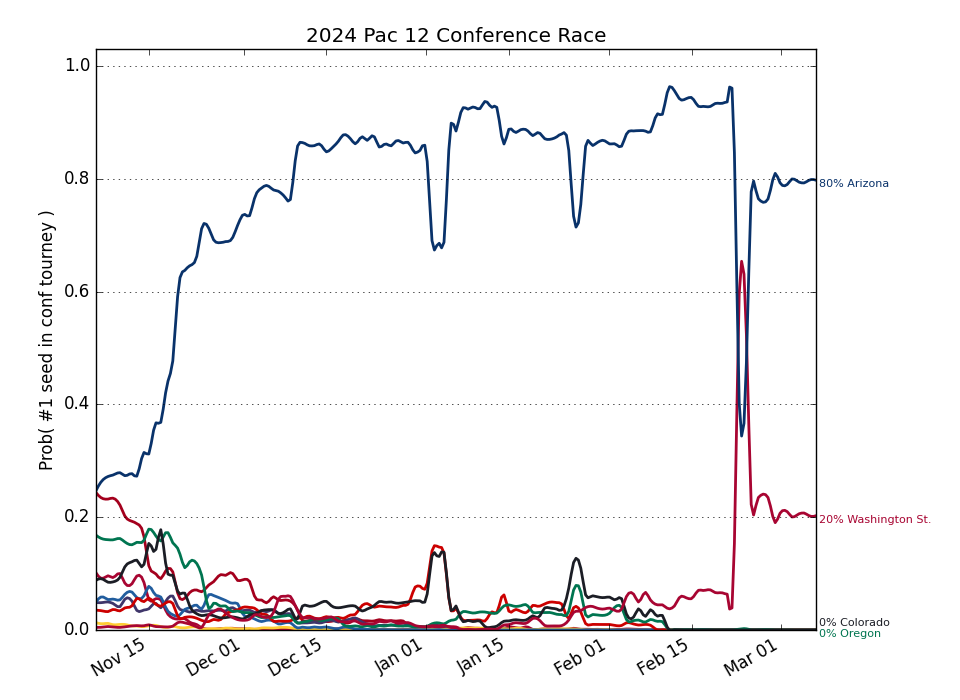 2024 Pac 12 Conference Race
Prob( #1 seed in conf tourney )
1.0
0.8
0.6
0.4
0.2
0.0
80% Arizona
20% Washington St.
0% Colorado
0% Oregon
Nov 15
Dec 01
Dec 15
Jan 01
Jan 15
Feb 01
Feb 15
Mar 01